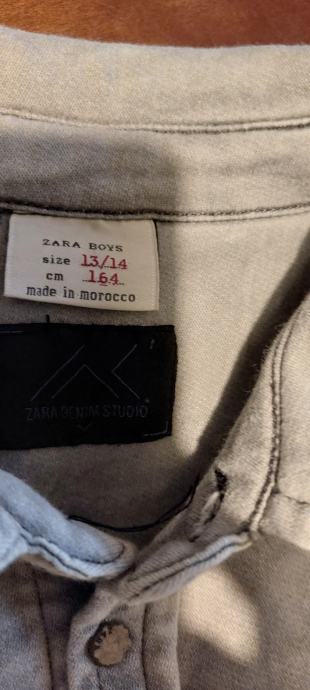 ZARA BOYS
size 13/14
cm 164
made in morocco
ZARA DENIM STUDIO